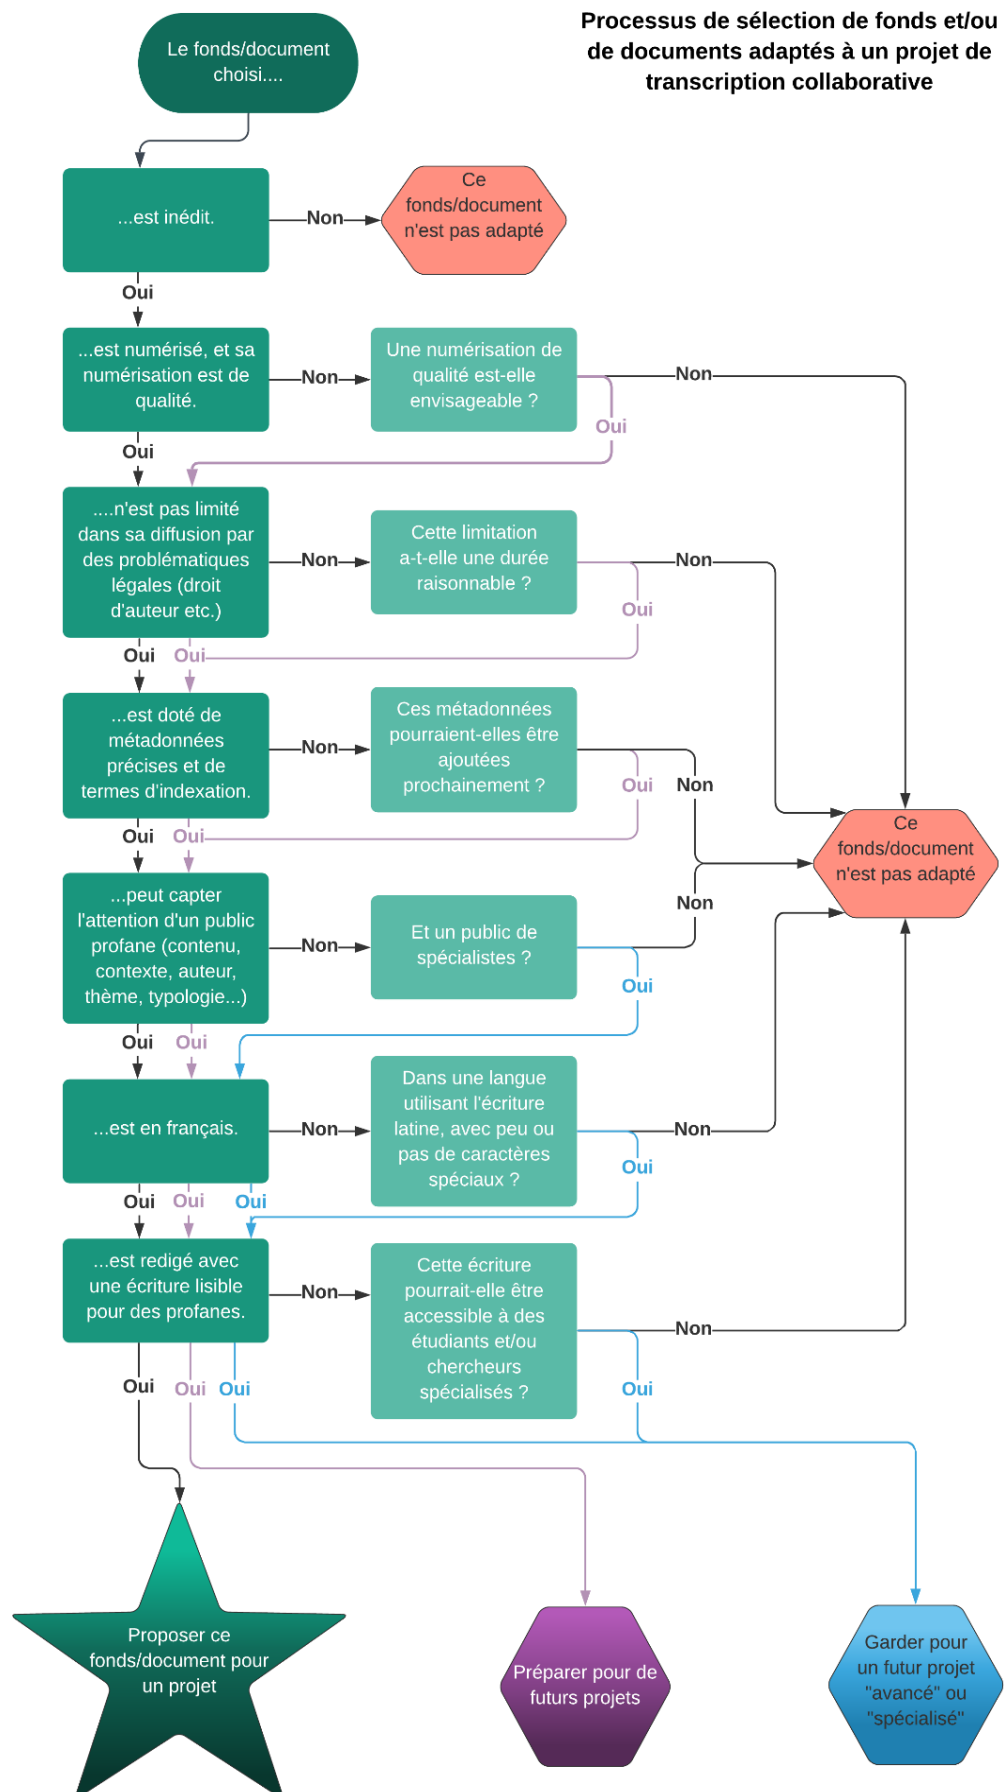 Processus de sélection de fonds et/ou
de documents adaptés à un projet de
transcription collaborative
Le fonds/document
choisi....
...est inédit.
Non
Ce
fonds/document
n'est pas adapté
Oui
...est numérisé, et sa
numérisation est de
qualité.
Non
Une numérisation de
qualité est-elle
envisageable ?
Non
Oui
Oui
....n'est pas limité
dans sa diffusion par
des problématiques
légales (droit
d'auteur etc.)
Non
Cette limitation
a-t-elle une durée
raisonnable ?
Non
Oui
Oui
Oui
...est doté de
métadonnées
précises et de
termes d'indexation.
Non
Ces métadonnées
pourraient-elles être
ajoutées
prochainement ?
Oui
Non
Oui
Oui
Ce
fonds/document
n'est pas adapté
...peut capter
l'attention d'un public
profane (contenu,
contexte, auteur,
thème, typologie...)
Non
Et un public de
spécialistes ?
Non
Oui
Oui
Oui
...est en français.
Non
Dans une langue
utilisant l'écriture
latine, avec peu ou
pas de caractères
spéciaux ?
Non
Oui
Oui
Oui
Oui
...est redigé avec
une écriture lisible
pour des profanes.
Non
Cette écriture
pourrait-elle être
accessible à des
étudiants et/ou
chercheurs
spécialisés ?
Non
Oui
Oui
Oui
Oui
Proposer ce
fonds/document pour
un projet
Préparer pour de
futurs projets
Garder pour
un futur projet
"avancé" ou
"spécialisé"